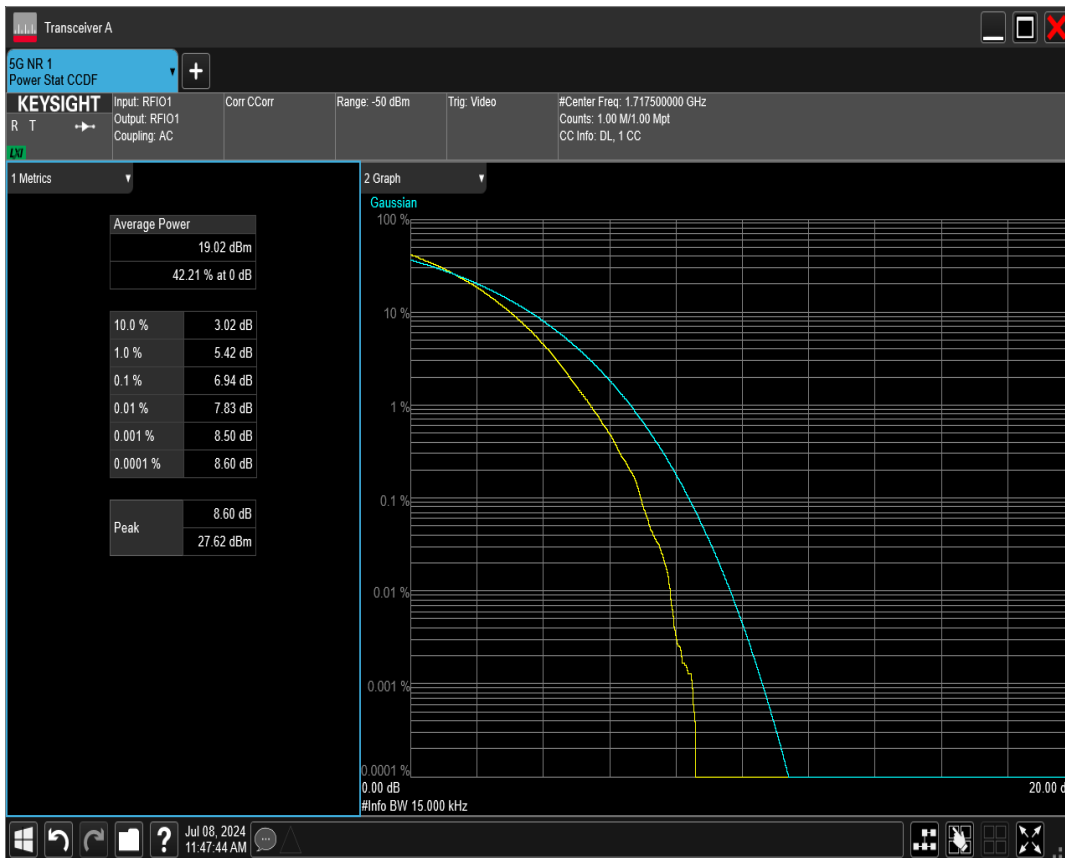 Transceiver A
5G NR 1
Power Stat CCDF
KEYSIGHT
R T
LXI
Input: RFIO1
Output: RFIO1
Coupling: AC
Corr CCorr
Range: -50 dBm
Trig: Video
#Center Freq: 1.717500000 GHz
Counts: 1.00 M/1.00 Mpt
CC Info: DL, 1 CC
1 Metrics
Average Power
19.02 dBm
42.21 % at 0 dB
10.0 % 3.02 dB
1.0 % 5.42 dB
0.1 % 6.94 dB
0.01 % 7.83 dB
0.001 % 8.50 dB
0.0001 % 8.60 dB
Peak
8.60 dB
27.62 dBm
2 Graph
Gaussian
100 %
10 %
1 %
0.1 %
0.01 %
0.001 %
0.0001 %
0.00 dB
20.00 d
#Info BW 15.000 kHz
?
Jul 08, 2024
11:47:44 AM